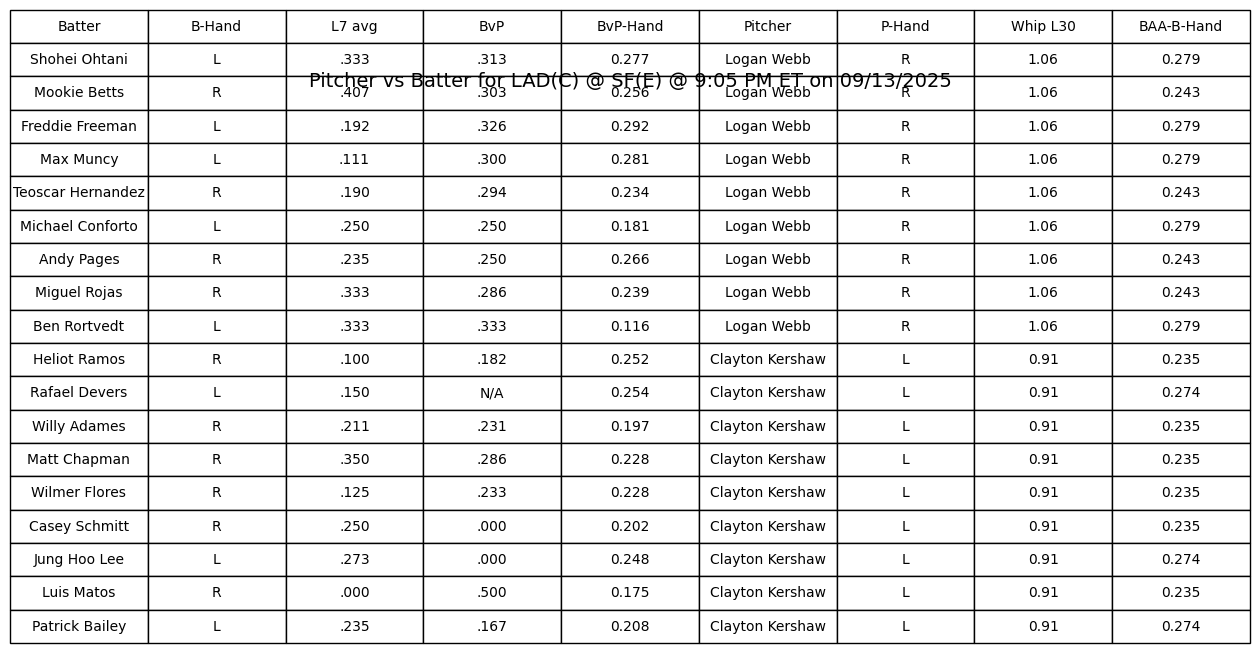 Batter B-Hand L7 avg BvP BvP-Hand Pitcher P-Hand Whip L30 BAA-B-Hand
Shohei Ohtani L .333 .313 0.277 Logan Webb R 1.06 0.279
Pitcher vs Batter for LAD(C) @ SF(E) @ 9:05 PM ET on 09/13/2025
Mookie Betts R .407 .303 0.256 Logan Webb R 1.06 0.243
Freddie Freeman L .192 .326 0.292 Logan Webb R 1.06 0.279
Max Muncy L .111 .300 0.281 Logan Webb R 1.06 0.279
Teoscar Hernandez R .190 .294 0.234 Logan Webb R 1.06 0.243
Michael Conforto L .250 .250 0.181 Logan Webb R 1.06 0.279
Andy Pages R .235 .250 0.266 Logan Webb R 1.06 0.243
Miguel Rojas R .333 .286 0.239 Logan Webb R 1.06 0.243
Ben Rortvedt L .333 .333 0.116 Logan Webb R 1.06 0.279
Heliot Ramos R .100 .182 0.252 Clayton Kershaw L 0.91 0.235
Rafael Devers L .150 N/A 0.254 Clayton Kershaw L 0.91 0.274
Willy Adames R .211 .231 0.197 Clayton Kershaw L 0.91 0.235
Matt Chapman R .350 .286 0.228 Clayton Kershaw L 0.91 0.235
Wilmer Flores R .125 .233 0.228 Clayton Kershaw L 0.91 0.235
Casey Schmitt R .250 .000 0.202 Clayton Kershaw L 0.91 0.235
Jung Hoo Lee L .273 .000 0.248 Clayton Kershaw L 0.91 0.274
Luis Matos R .000 .500 0.175 Clayton Kershaw L 0.91 0.235
Patrick Bailey L .235 .167 0.208 Clayton Kershaw L 0.91 0.274